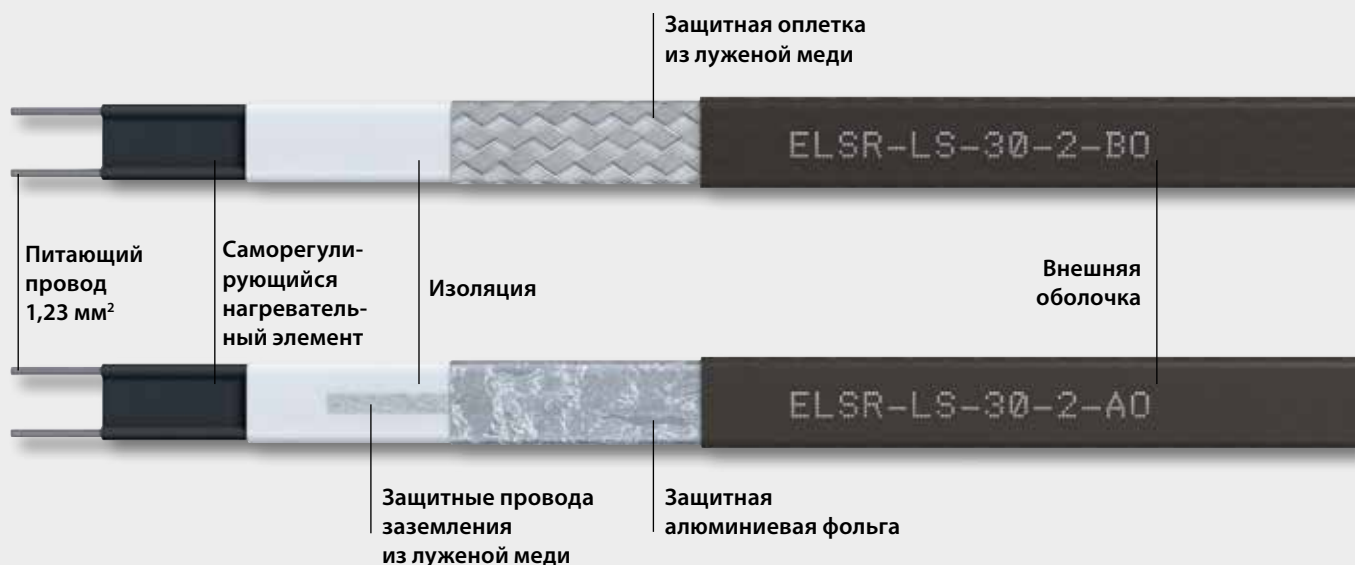 Защитная оплетка
из луженой меди
ELSR-LS-30-2-BO
Питающий
провод
1,23 мм²
Саморегули-
рующийся
нагреватель-
ный элемент
Изоляция
Внешняя
оболочка
ELSR-LS-30-2-AO
Защитные провода
заземления
из луженой меди
Защитная
алюминиевая фольга